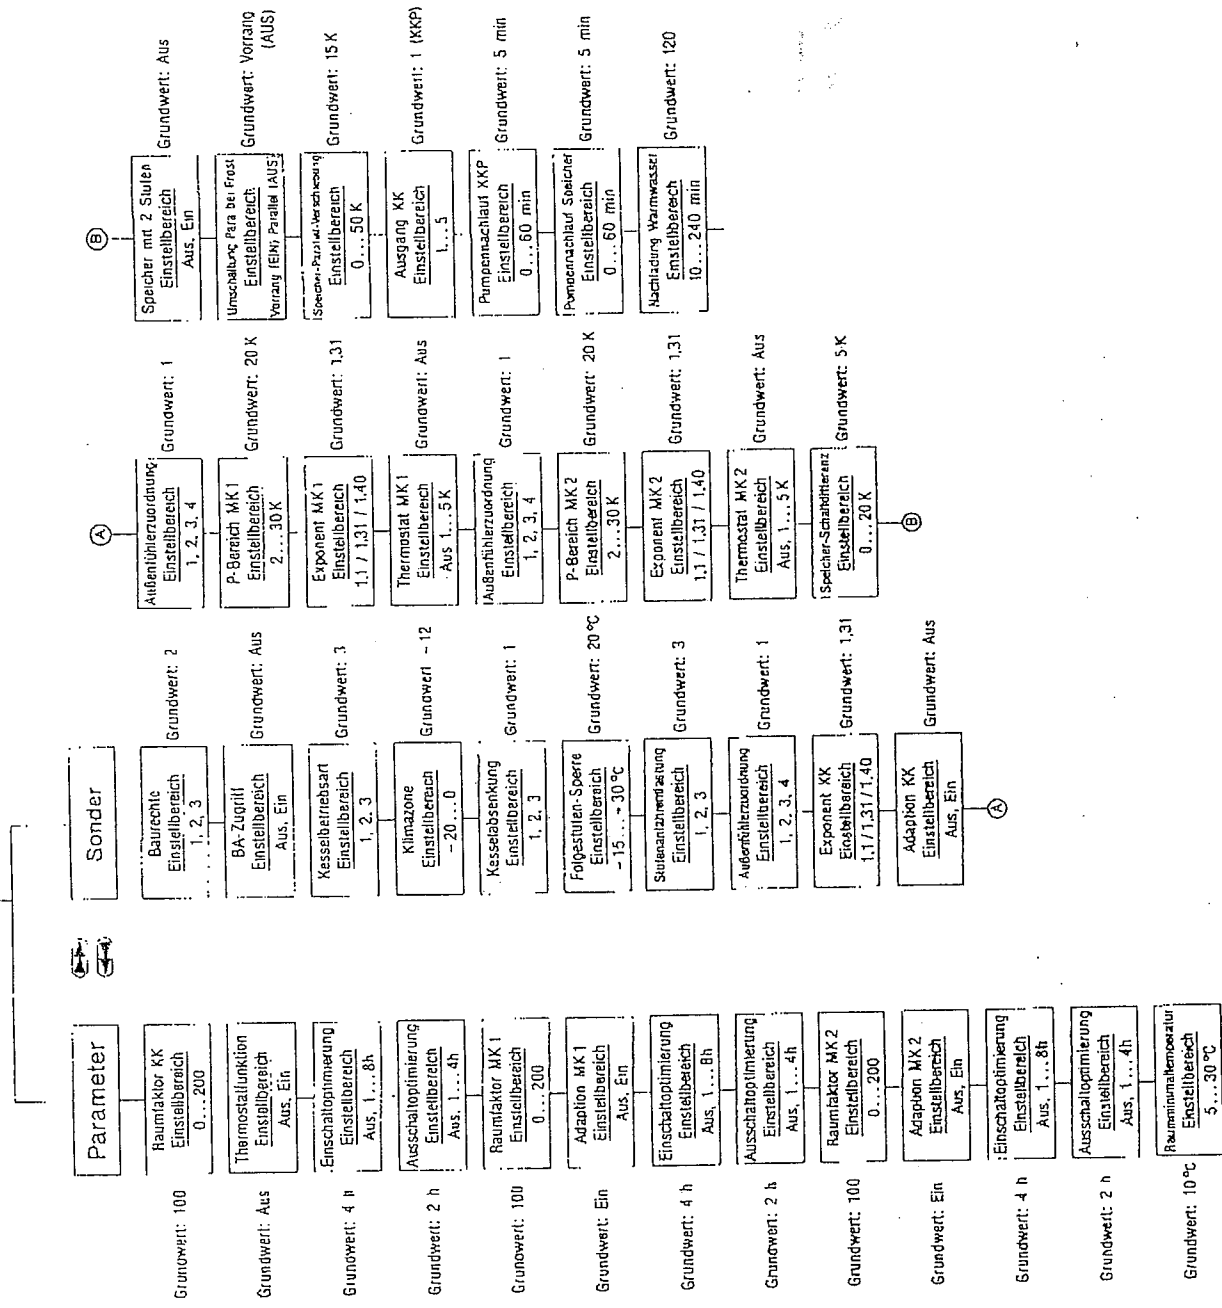 Parameter
Raumfaktor KK
Einstellbereich
0...200
Grundwert: 100
Thermostatfunktion
Einstellbereich
Aus, Ein
Grundwert: Aus
Einschaltoptimierung
Einstellbereich
Aus, 1...8h
Grundwert: 4 h
Ausschaltoptimierung
Einstellbereich
Aus, 1...4h
Grundwert: 2 h
Raumfaktor MK 1
Einstellbereich
0...200
Grundwert: 100
Adaption MK 1
Einstellbereich
Aus, Ein
Grundwert: Ein
Einschaltoptimierung
Einstellbereich
Aus, 1...8h
Grundwert: 4 h
Ausschaltoptimierung
Einstellbereich
Aus, 1...4h
Grundwert: 2 h
Raumfaktor MK 2
Einstellbereich
0...200
Grundwert: 100
Adaption MK 2
Einstellbereich
Aus, Ein
Grundwert: Ein
Einschaltoptimierung
Einstellbereich
Aus, 1...8h
Grundwert: 4 h
Ausschaltoptimierung
Einstellbereich
Aus, 1...4h
Grundwert: 2 h
Raumminimaltemperatur
Einstellbereich
5...30 °C
Grundwert: 10 °C
Sonder
Baurechte
Einstellbereich
1, 2, 3
Grundwert: 2
BA-Zugriff
Einstellbereich
Aus, Ein
Grundwert: Aus
Kesselbetriebsart
Einstellbereich
1, 2, 3
Grundwert: 3
Klimazone
Einstellbereich
-20...0
Grundwert -12
Kesselabsenkung
Einstellbereich
1, 2, 3
Grundwert: 1
Folgestufen-Sperre
Einstellbereich
-15...+30 °C
Grundwert: 20 °C
Stufenanfahrentlastung
Einstellbereich
1, 2, 3
Grundwert: 3
Außenfühlerzuordnung
Einstellbereich
1, 2, 3, 4
Grundwert: 1
Exponent KK
Einstellbereich
1,1 / 1,31 / 1,40
Grundwert: 1,31
Adaption KK
Einstellbereich
Aus, Ein
Grundwert: Aus
A
A
Außenfühlerzuordnung
Einstellbereich
1, 2, 3, 4
Grundwert: 1
P-Bereich MK 1
Einstellbereich
2...30 K
Grundwert: 20 K
Exponent MK 1
Einstellbereich
1,1 / 1,31 / 1,40
Grundwert: 1,31
Thermostat MK 1
Einstellbereich
Aus 1...5 K
Grundwert: Aus
Außenfühlerzuordnung
Einstellbereich
1, 2, 3, 4
Grundwert: 1
P-Bereich MK 2
Einstellbereich
2...30 K
Grundwert: 20 K
Exponent MK 2
Einstellbereich
1,1 / 1,31 / 1,40
Grundwert: 1,31
Thermostat MK 2
Einstellbereich
Aus, 1...5 K
Grundwert: Aus
Speicher-Schaltdifferenz
Einstellbereich
0...20 K
Grundwert: 5 K
B
B
Speicher mit 2 Stufen
Einstellbereich
Aus, Ein
Grundwert: Aus
Umschaltung Para bei Frost
Einstellbereich
Vorrang (EIN) Parallel (AUS)
Grundwert: Vorrang
(AUS)
Speicher-Parallel-Verschiebung
Einstellbereich
0...50 K
Grundwert: 15 K
Ausgang KK
Einstellbereich
1...5
Grundwert: 1 (KKP)
Pumpennachlauf KKP
Einstellbereich
0...60 min
Grundwert: 5 min
Pumpennachlauf Speicher
Einstellbereich
0...60 min
Grundwert: 5 min
Nachladung Warmwasser
Einstellbereich
10...240 min
Grundwert: 120